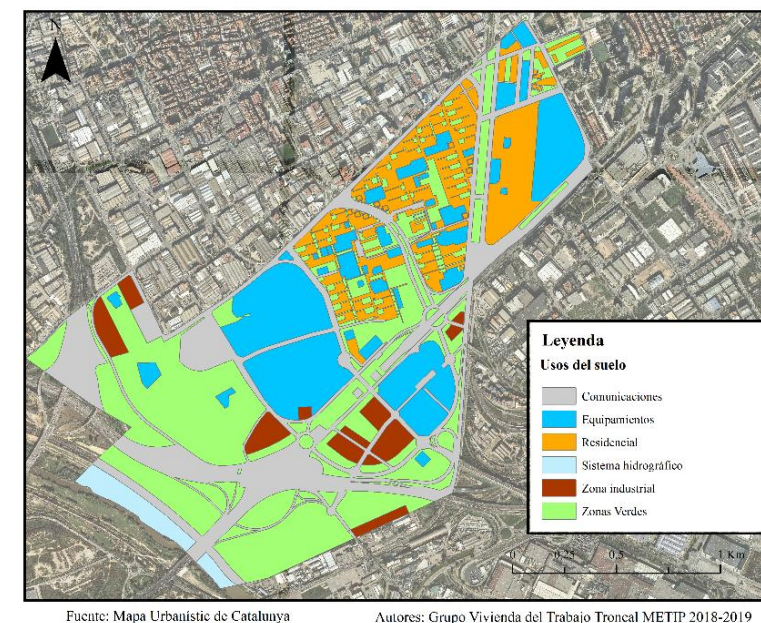 N
Leyenda
Usos del suelo
Comunicaciones
Equipamientos
Residencial
Sistema hidrográfico
Zona industrial
Zonas Verdes
0 0,25 0,5 1 Km
Fuente: Mapa Urbanístic de Catalunya Autores: Grupo Vivienda del Trabajo Troncal METIP 2018-2019